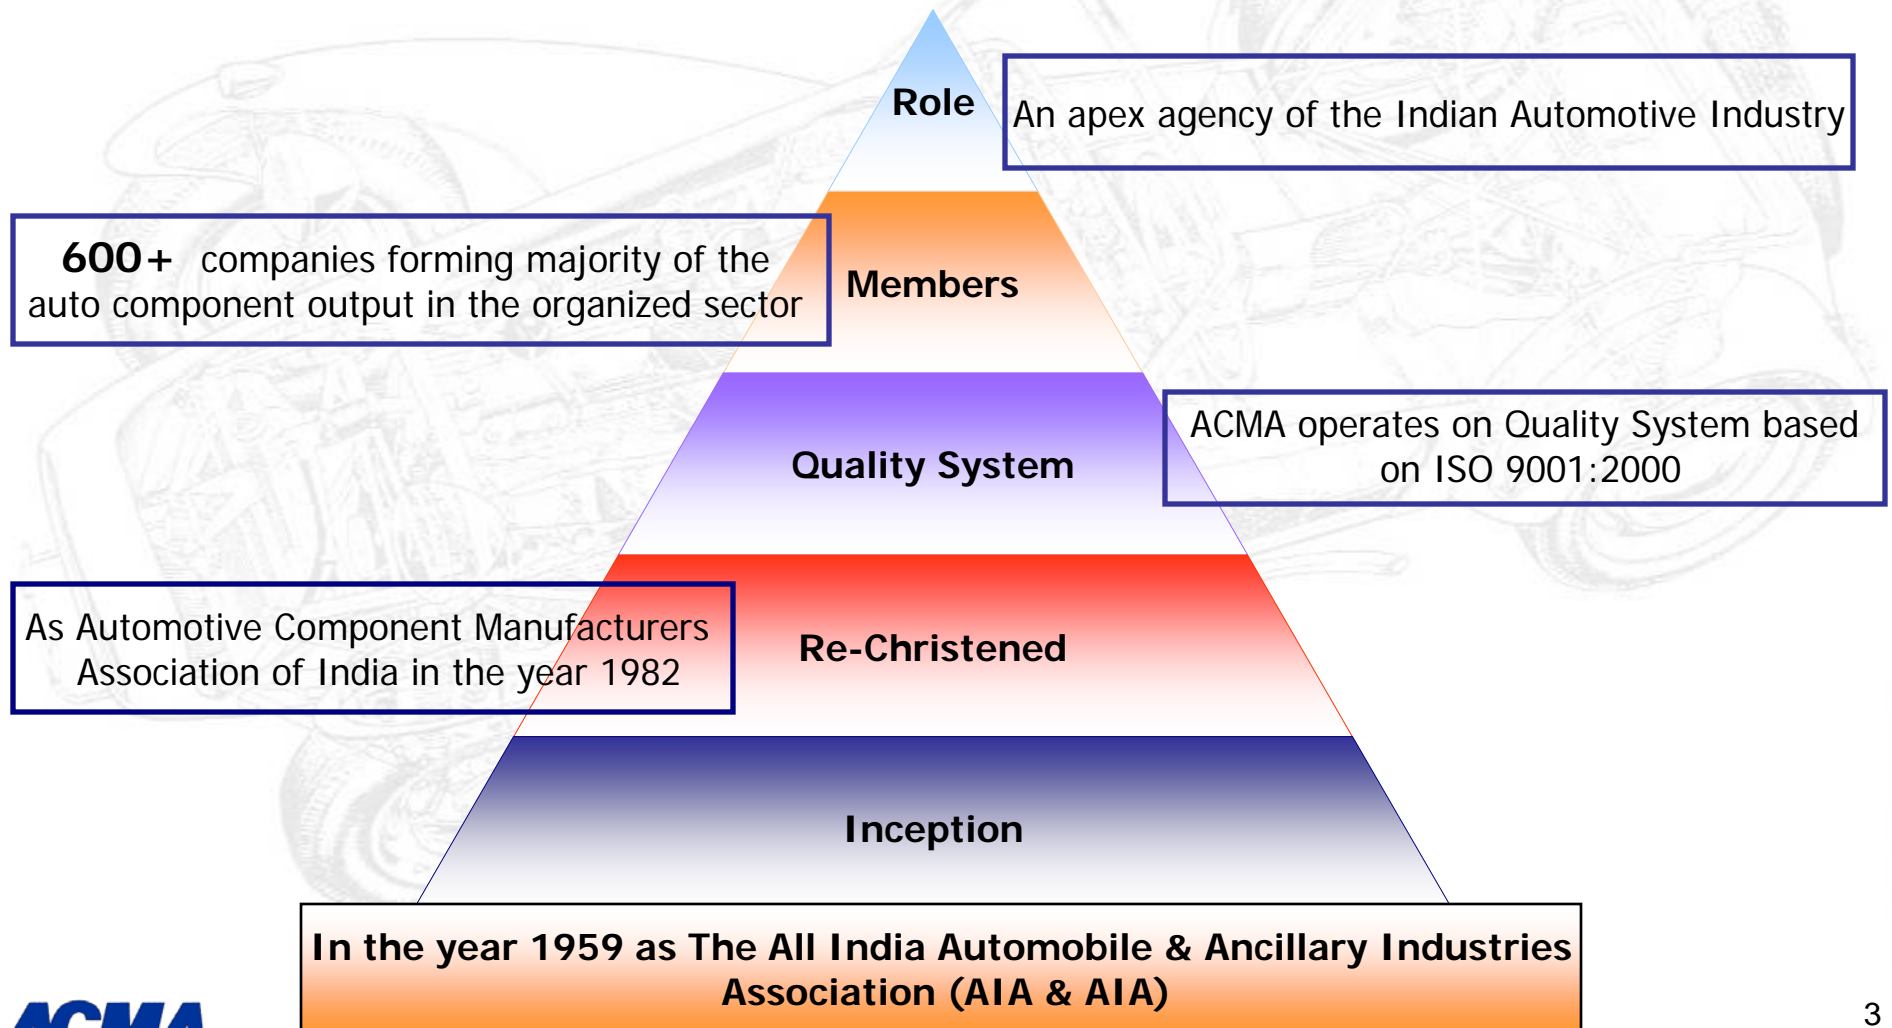 Role
An apex agency of the Indian Automotive Industry
600+ companies forming majority of the
auto component output in the organized sector
Members
Quality System
ACMA operates on Quality System based
on ISO 9001:2000
As Automotive Component Manufacturers
Association of India in the year 1982
Re-Christened
Inception
In the year 1959 as The All India Automobile & Ancillary Industries
Association (AIA & AIA)
ACMA
3